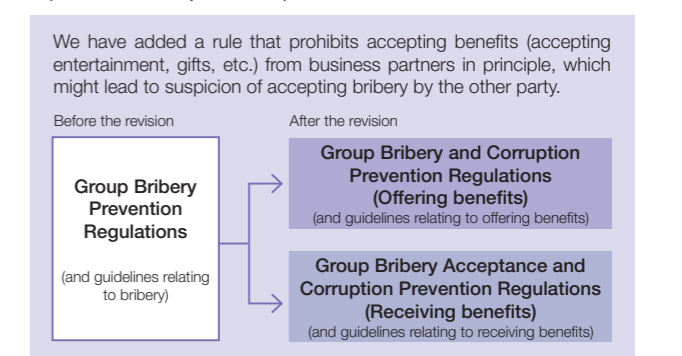 We have added a rule that prohibits accepting benefits (accepting
entertainment, gifts, etc.) from business partners in principle, which
might lead to suspicion of accepting bribery by the other party.
Before the revision
After the revision
Group Bribery
Prevention
Regulations
(and guidelines relating
to bribery)
Group Bribery and Corruption
Prevention Regulations
(Offering benefits)
(and guidelines relating to offering benefits)
Group Bribery Acceptance and
Corruption Prevention Regulations
(Receiving benefits)
(and guidelines relating to receiving benefits)